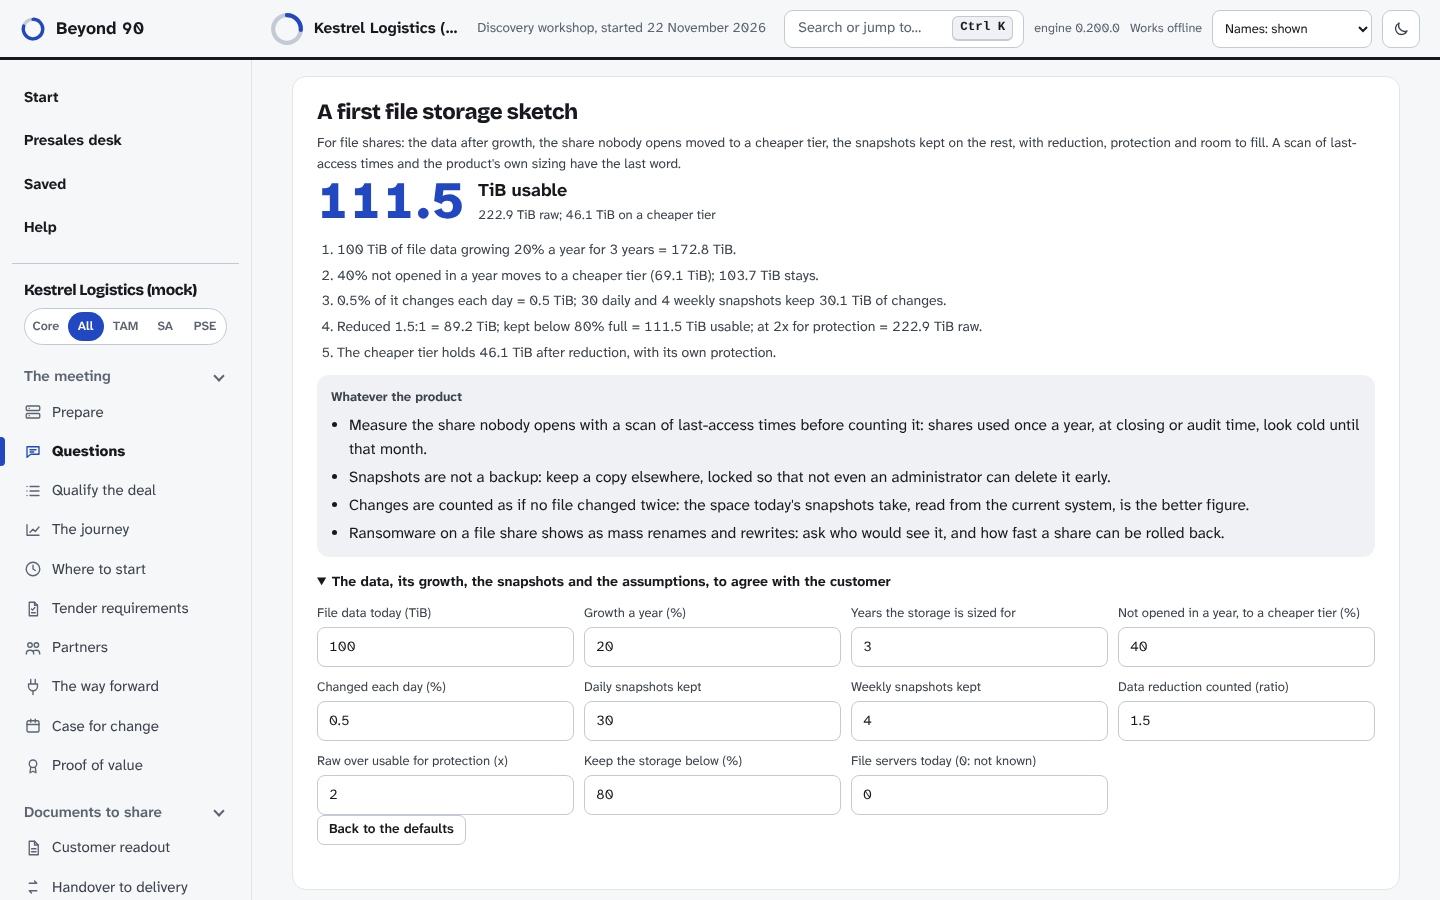 Beyond 90
Kestrel Logistics (...
Discovery workshop, started 22 November 2026
Search or jump to...
Ctrl K
engine 0.200.0
Works offline
Names: shown
Start
Presales desk
Saved
Help
Kestrel Logistics (mock)
Core All TAM SA PSE
The meeting
Prepare
Questions
Qualify the deal
The journey
Where to start
Tender requirements
Partners
The way forward
Case for change
Proof of value
Documents to share
Customer readout
Handover to delivery
A first file storage sketch
For file shares: the data after growth, the share nobody opens moved to a cheaper tier, the snapshots kept on the rest, with reduction, protection and room to fill. A scan of last-
access times and the product's own sizing have the last word.
111.5 TiB usable
222.9 TiB raw; 46.1 TiB on a cheaper tier
1. 100 TiB of file data growing 20% a year for 3 years = 172.8 TiB.
2. 40% not opened in a year moves to a cheaper tier (69.1 TiB); 103.7 TiB stays.
3. 0.5% of it changes each day = 0.5 TiB; 30 daily and 4 weekly snapshots keep 30.1 TiB of changes.
4. Reduced 1.5:1 = 89.2 TiB; kept below 80% full = 111.5 TiB usable; at 2x for protection = 222.9 TiB raw.
5. The cheaper tier holds 46.1 TiB after reduction, with its own protection.
Whatever the product
• Measure the share nobody opens with a scan of last-access times before counting it: shares used once a year, at closing or audit time, look cold until
that month.
• Snapshots are not a backup: keep a copy elsewhere, locked so that not even an administrator can delete it early.
• Changes are counted as if no file changed twice: the space today's snapshots take, read from the current system, is the better figure.
• Ransomware on a file share shows as mass renames and rewrites: ask who would see it, and how fast a share can be rolled back.
▼ The data, its growth, the snapshots and the assumptions, to agree with the customer
File data today (TiB)
100
Growth a year (%)
20
Years the storage is sized for
3
Not opened in a year, to a cheaper tier (%)
40
Changed each day (%)
0.5
Daily snapshots kept
30
Weekly snapshots kept
4
Data reduction counted (ratio)
1.5
Raw over usable for protection (x)
2
Keep the storage below (%)
80
File servers today (0: not known)
0
Back to the defaults